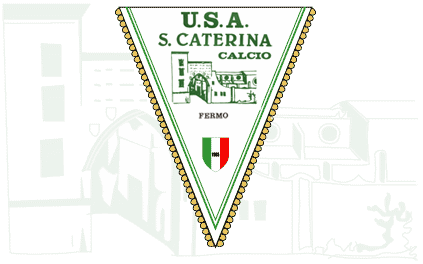 U.S.A.
S. CATERINA
CALCIO
FERMO